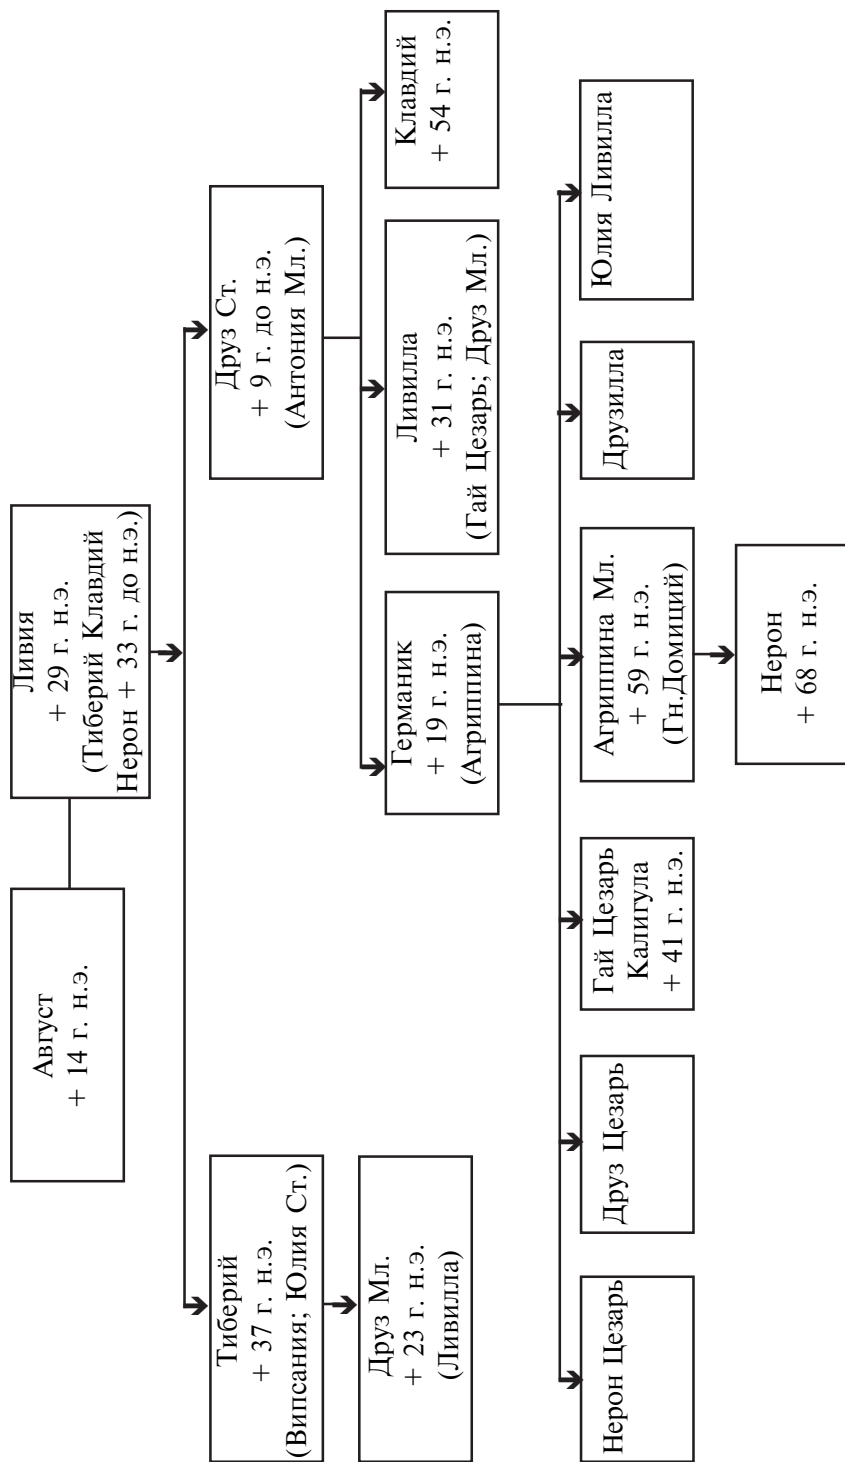 Август
+ 14 г. н.э.
Ливия
+ 29 г. н.э.
(Тиберий Клавдий
Нерон + 33 г. до н.э.)
Тиберий
+ 37 г. н.э.
(Випсания; Юлия Ст.)
Друз Ст.
+ 9 г. до н.э.
(Антония Мл.)
Друз Мл.
+ 23 г. н.э.
(Ливилла)
Германик
+ 19 г. н.э.
(Агриппина)
Ливилла
+ 31 г. н.э.
(Гай Цезарь; Друз Мл.)
Клавдий
+ 54 г. н.э.
Нерон Цезарь
Друз Цезарь
Гай Цезарь
Калигула
+ 41 г. н.э.
Агриппина Мл.
+ 59 г. н.э.
(Гн.Домиций)
Друзилла
Юлия Ливилла
Нерон
+ 68 г. н.э.